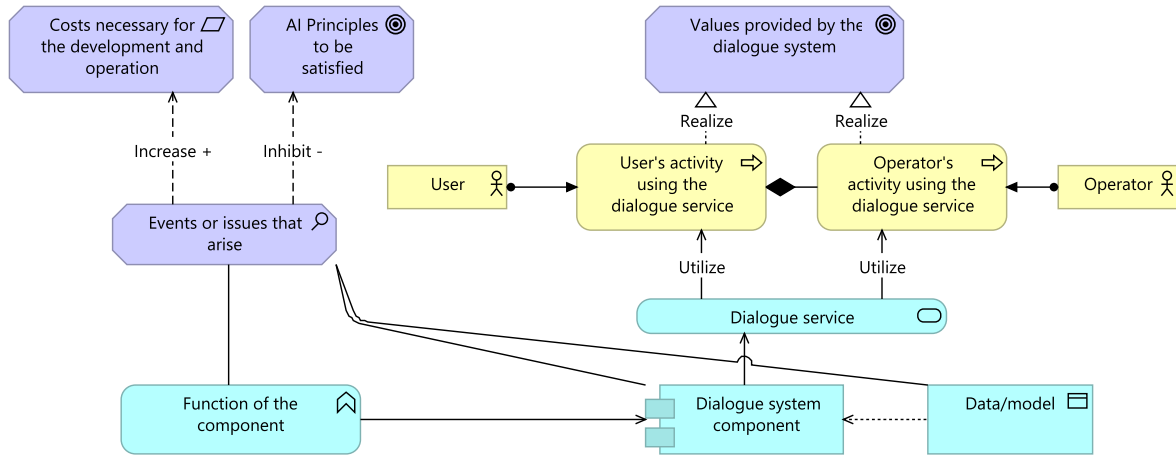 Costs necessary for
the development and
operation
AI Principles
to be
satisfied
Values provided by the
dialogue system
Increase +
Inhibit -
Realize
Realize
User
User's activity
using the
dialogue service
Operator's
activity using the
dialogue service
Operator
Events or issues that
arise
Utilize
Utilize
Dialogue service
Function of the
component
Dialogue system
component
Data/model